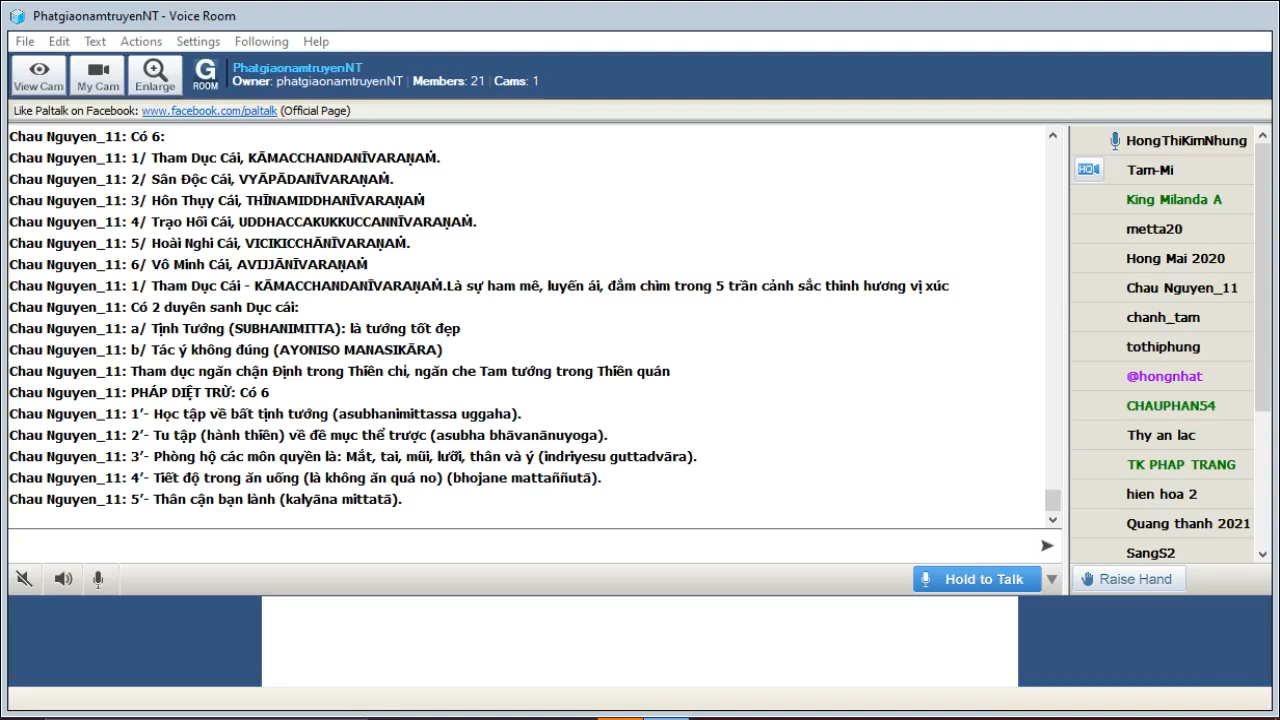 PhatgiaonamtruyenNT - Voice Room
File Edit Text Actions Settings Following Help
View Cam My Cam Enlarge G ROOM
PhatgiaonamtruyenNT
Owner: phatgiaonamtruyenNT | Members: 21 | Cams: 1
Like Paltalk on Facebook: www.facebook.com/paltalk (Official Page)
Chau Nguyen_11: Có 6:
Chau Nguyen_11: 1/ Tham Dục Cái, KĀMACCHANDANĪVARAṆAṀ.
Chau Nguyen_11: 2/ Sân Độc Cái, VYĀPĀDANĪVARAṆAṀ.
Chau Nguyen_11: 3/ Hôn Thụy Cái, THĪNAMIDDHANĪVARAṆAṀ
Chau Nguyen_11: 4/ Trạo Hối Cái, UDDHACCAKUKKUCCANNĪVARAṆAṀ.
Chau Nguyen_11: 5/ Hoài Nghi Cái, VICIKICCHĀNĪVARAṆAṀ.
Chau Nguyen_11: 6/ Vô Minh Cái, AVIJJĀNĪVARAṆAṀ
Chau Nguyen_11: 1/ Tham Dục Cái - KĀMACCHANDANĪVARAṆAṀ.Là sự ham mê, luyến ái, đắm chìm trong 5 trần cảnh sắc thinh hương vị xúc
Chau Nguyen_11: Có 2 duyên sanh Dục cái:
Chau Nguyen_11: a/ Tịnh Tướng (SUBHANIMITTA): là tướng tốt đẹp
Chau Nguyen_11: b/ Tác ý không đúng (AYONISO MANASIKĀRA)
Chau Nguyen_11: Tham dục ngăn chận Định trong Thiền chỉ, ngăn che Tam tướng trong Thiền quán
Chau Nguyen_11: PHÁP DIỆT TRỪ: Có 6
Chau Nguyen_11: 1’- Học tập về bất tịnh tướng (asubhanimittassa uggaha).
Chau Nguyen_11: 2’- Tu tập (hành thiền) về đề mục thể trược (asubha bhāvanānuyoga).
Chau Nguyen_11: 3’- Phòng hộ các môn quyền là: Mắt, tai, mũi, lưỡi, thân và ý (indriyesu guttadvāra).
Chau Nguyen_11: 4’- Tiết độ trong ăn uống (là không ăn quá no) (bhojane mattaññutā).
Chau Nguyen_11: 5’- Thân cận bạn lành (kalyāna mittatā).
HongThiKimNhung
HQ Tam-Mi
King Milanda A
metta20
Hong Mai 2020
Chau Nguyen_11
chanh_tam
tothiphung
@hongnhat
CHAUPHAN54
Thy an lac
TK PHAP TRANG
hien hoa 2
Quang thanh 2021
SangS2
Hold to Talk
Raise Hand